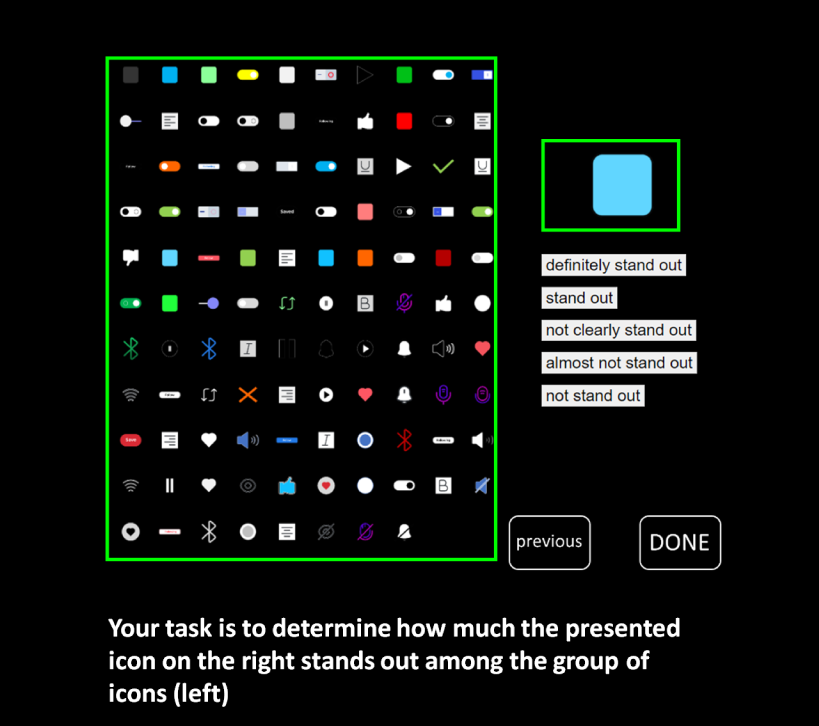 Saved
Save
U
U
B
I
I
B
definitely stand out
stand out
not clearly stand out
almost not stand out
not stand out
previous
DONE
Your task is to determine how much the presented
icon on the right stands out among the group of
icons (left)